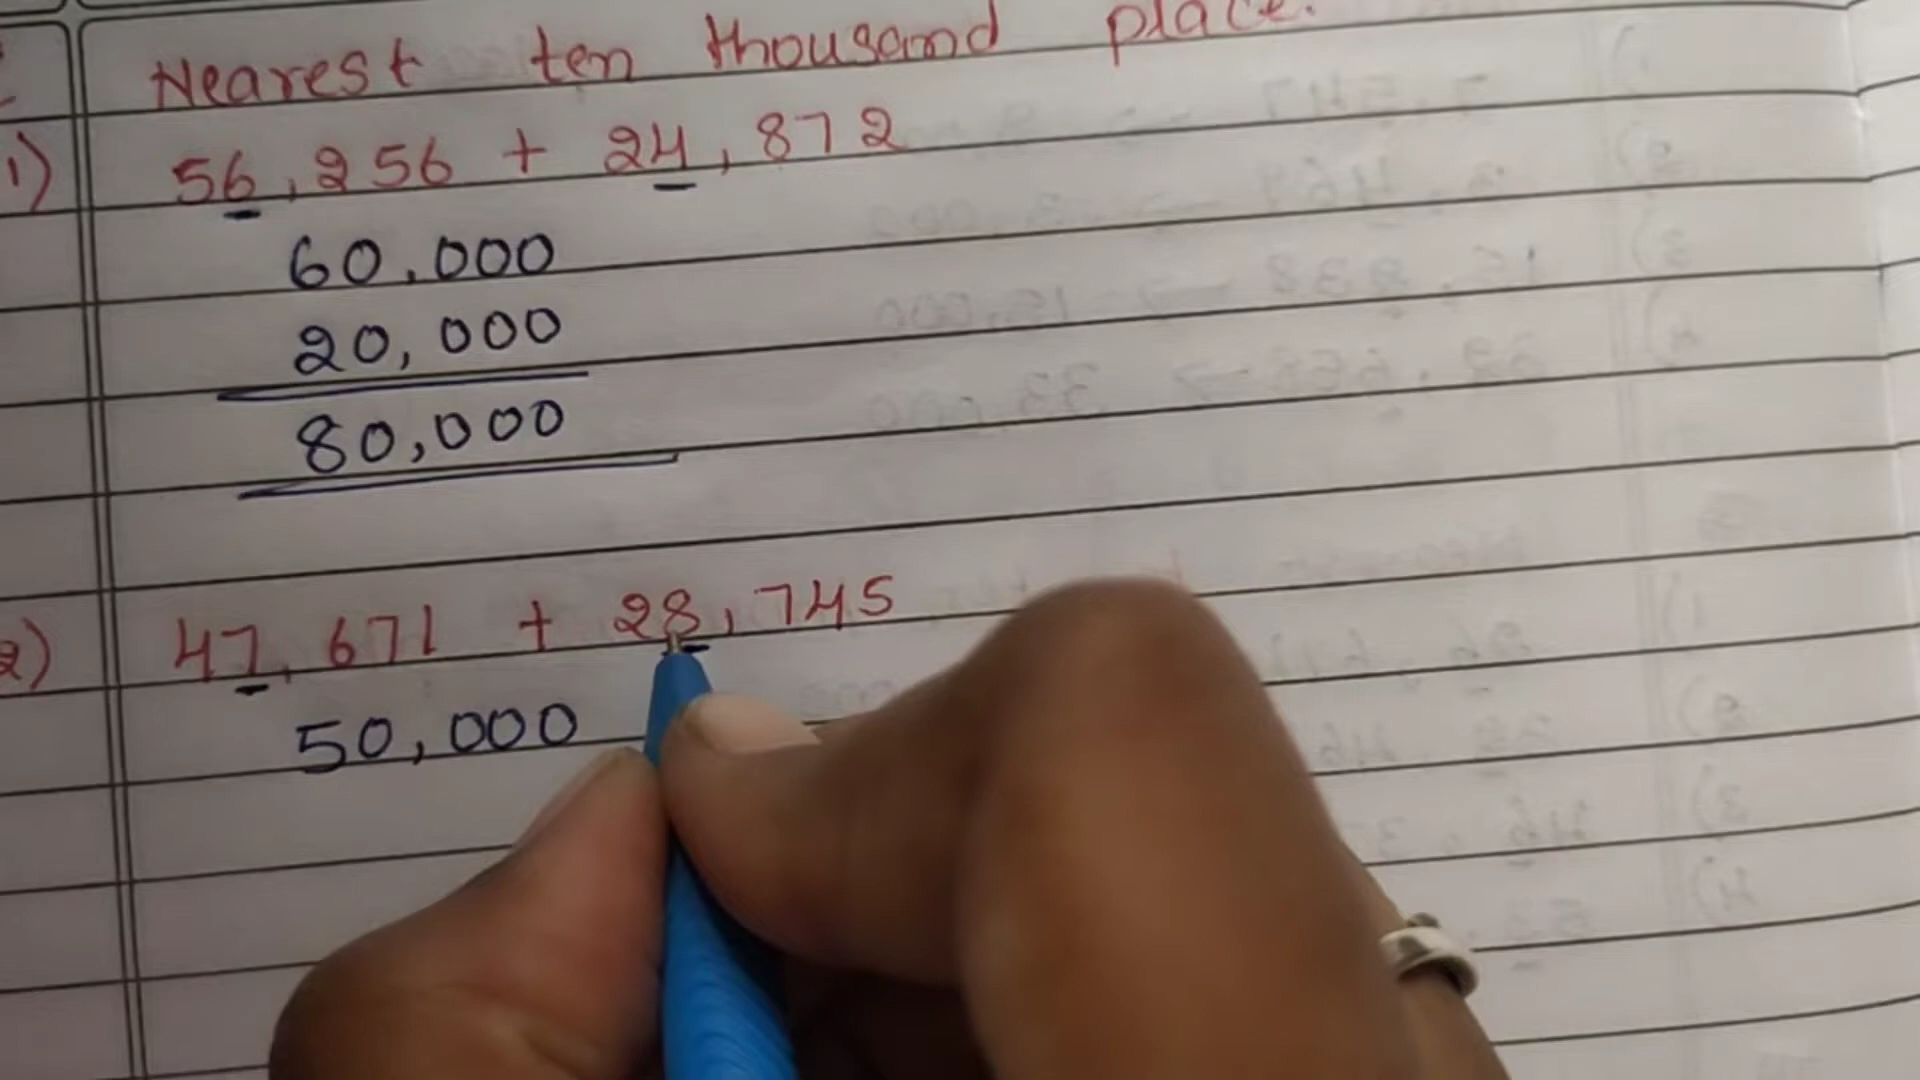 Nearest ten thousand place.
1) 56,256 + 24,872
60,000
20,000
80,000
2) 47,671 + 28,745
50,000